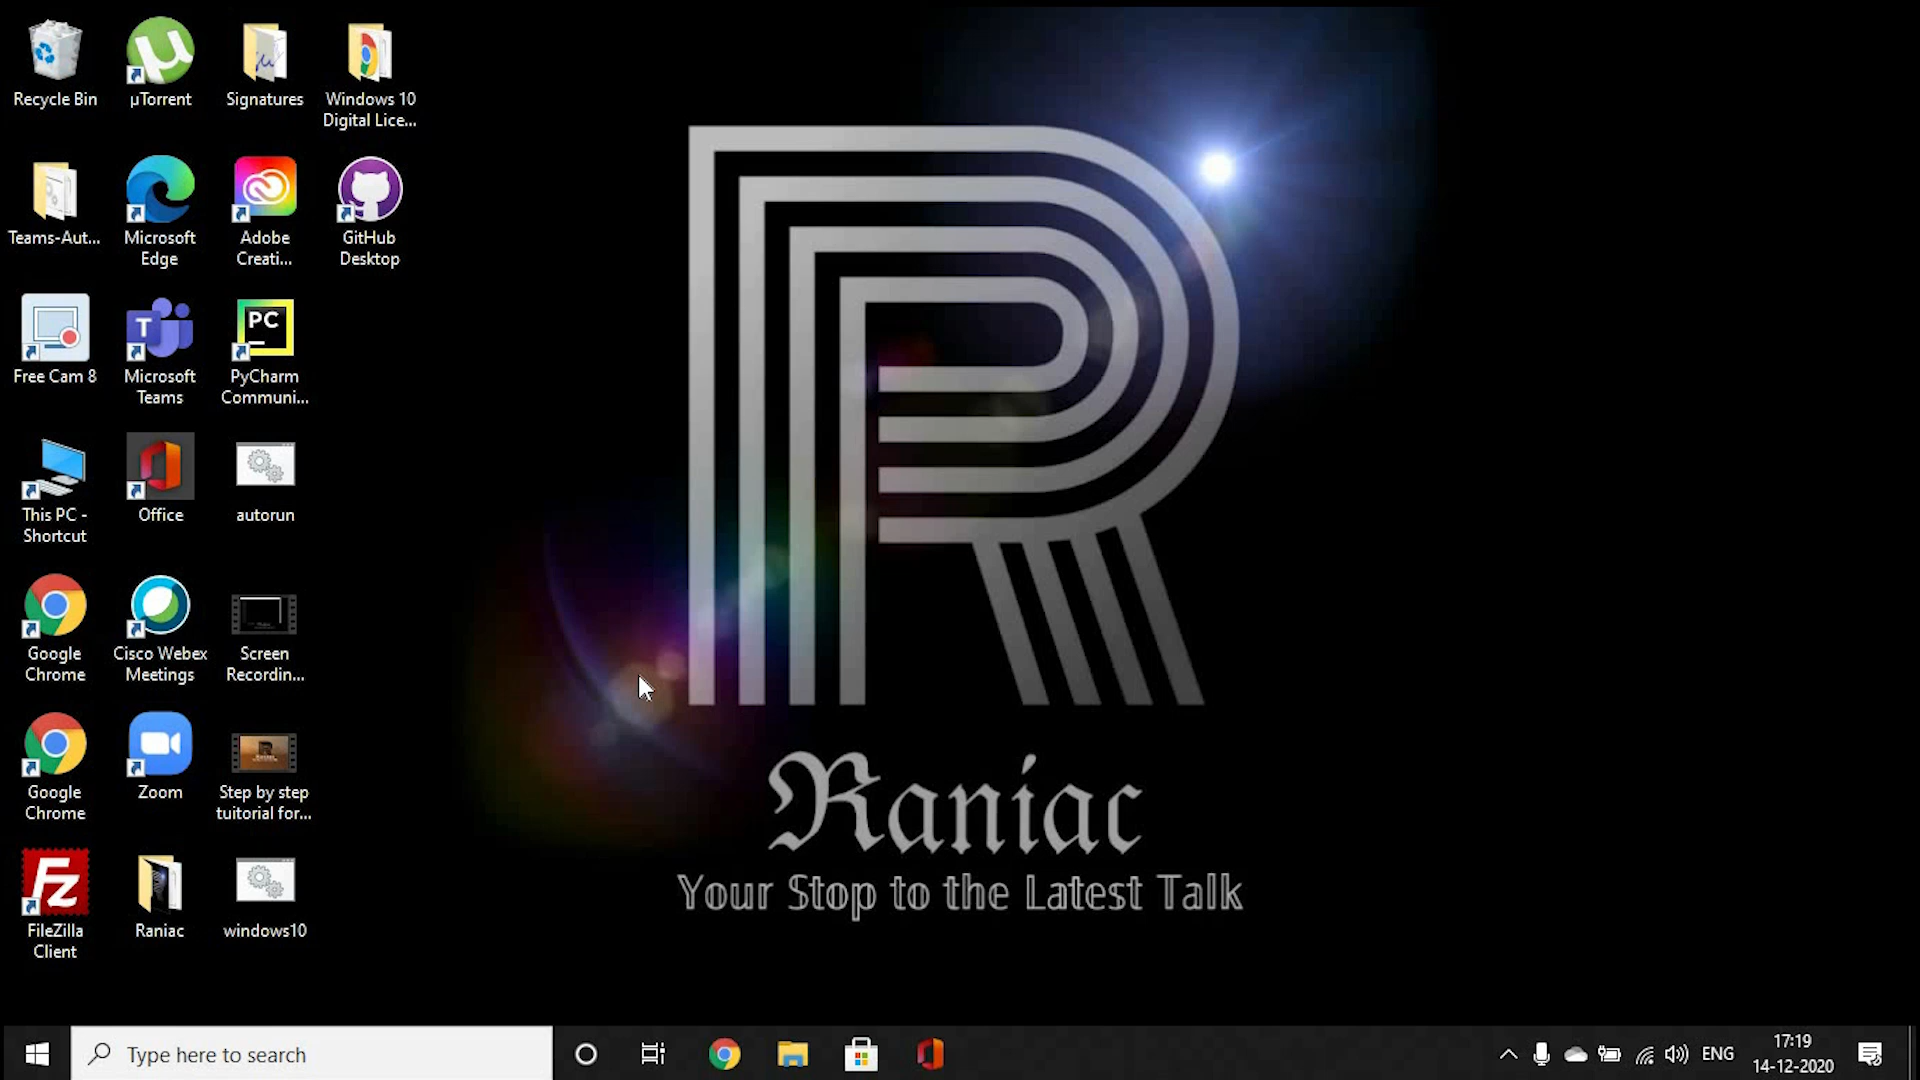 Recycle Bin
µTorrent
Signatures
Windows 10
Digital Lice...
Teams-Aut...
Microsoft
Edge
Adobe
Creati...
GitHub
Desktop
Free Cam 8
Microsoft
Teams
PC
PyCharm
Communi...
This PC -
Shortcut
Office
autorun
Google
Chrome
Cisco Webex
Meetings
Screen
Recordin...
Google
Chrome
Zoom
Step by step
tuitorial for...
FileZilla
Client
Raniac
windows10
Raniac
Your Stop to the Latest Talk
Type here to search
ENG
17:19
14-12-2020